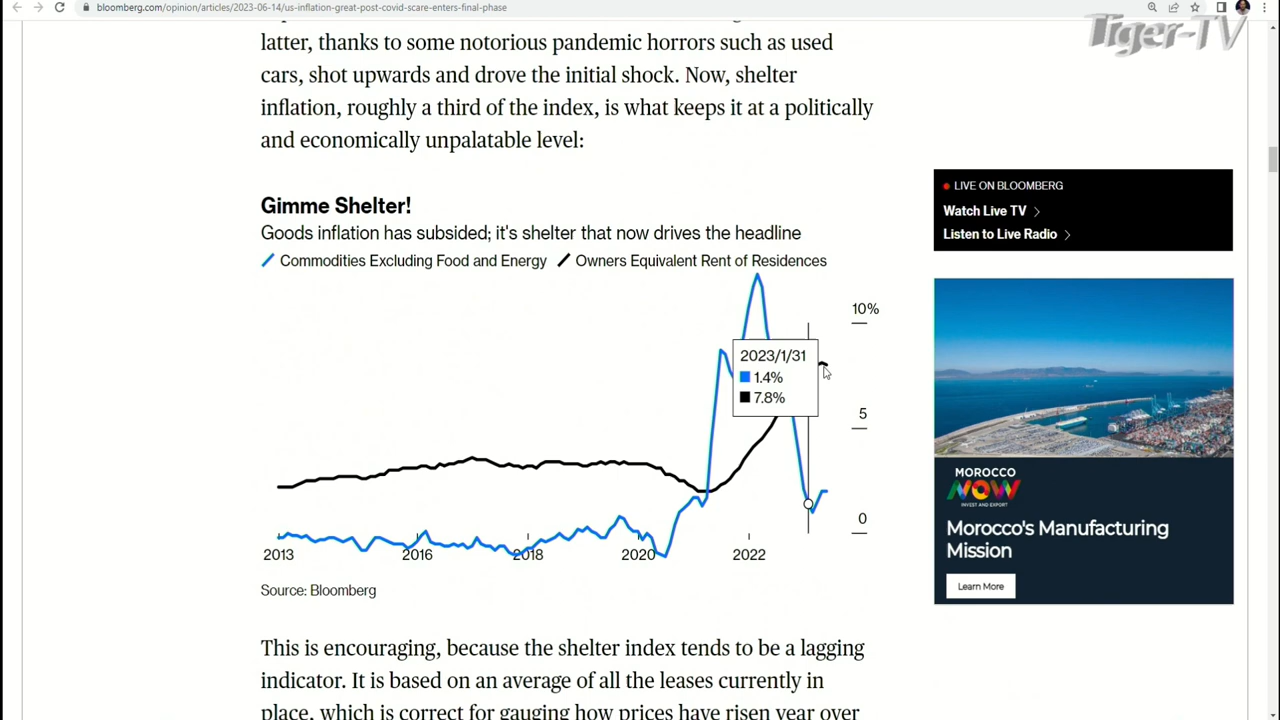 bloomberg.com/opinion/articles/2023-06-14/us-inflation-great-post-covid-scare-enters-final-phase
Tiger-TV
latter, thanks to some notorious pandemic horrors such as used
cars, shot upwards and drove the initial shock. Now, shelter
inflation, roughly a third of the index, is what keeps it at a politically
and economically unpalatable level:
Gimme Shelter!
Goods inflation has subsided; it's shelter that now drives the headline
Commodities Excluding Food and Energy Owners Equivalent Rent of Residences
10%
2023/1/31
1.4%
7.8%
5
0
2013 2016 2018 2020 2022
Source: Bloomberg
This is encouraging, because the shelter index tends to be a lagging
indicator. It is based on an average of all the leases currently in
place, which is correct for gauging how prices have risen year over
LIVE ON BLOOMBERG
Watch Live TV
Listen to Live Radio
MOROCCO
NOW
INVEST AND EXPORT
Morocco's Manufacturing
Mission
Learn More